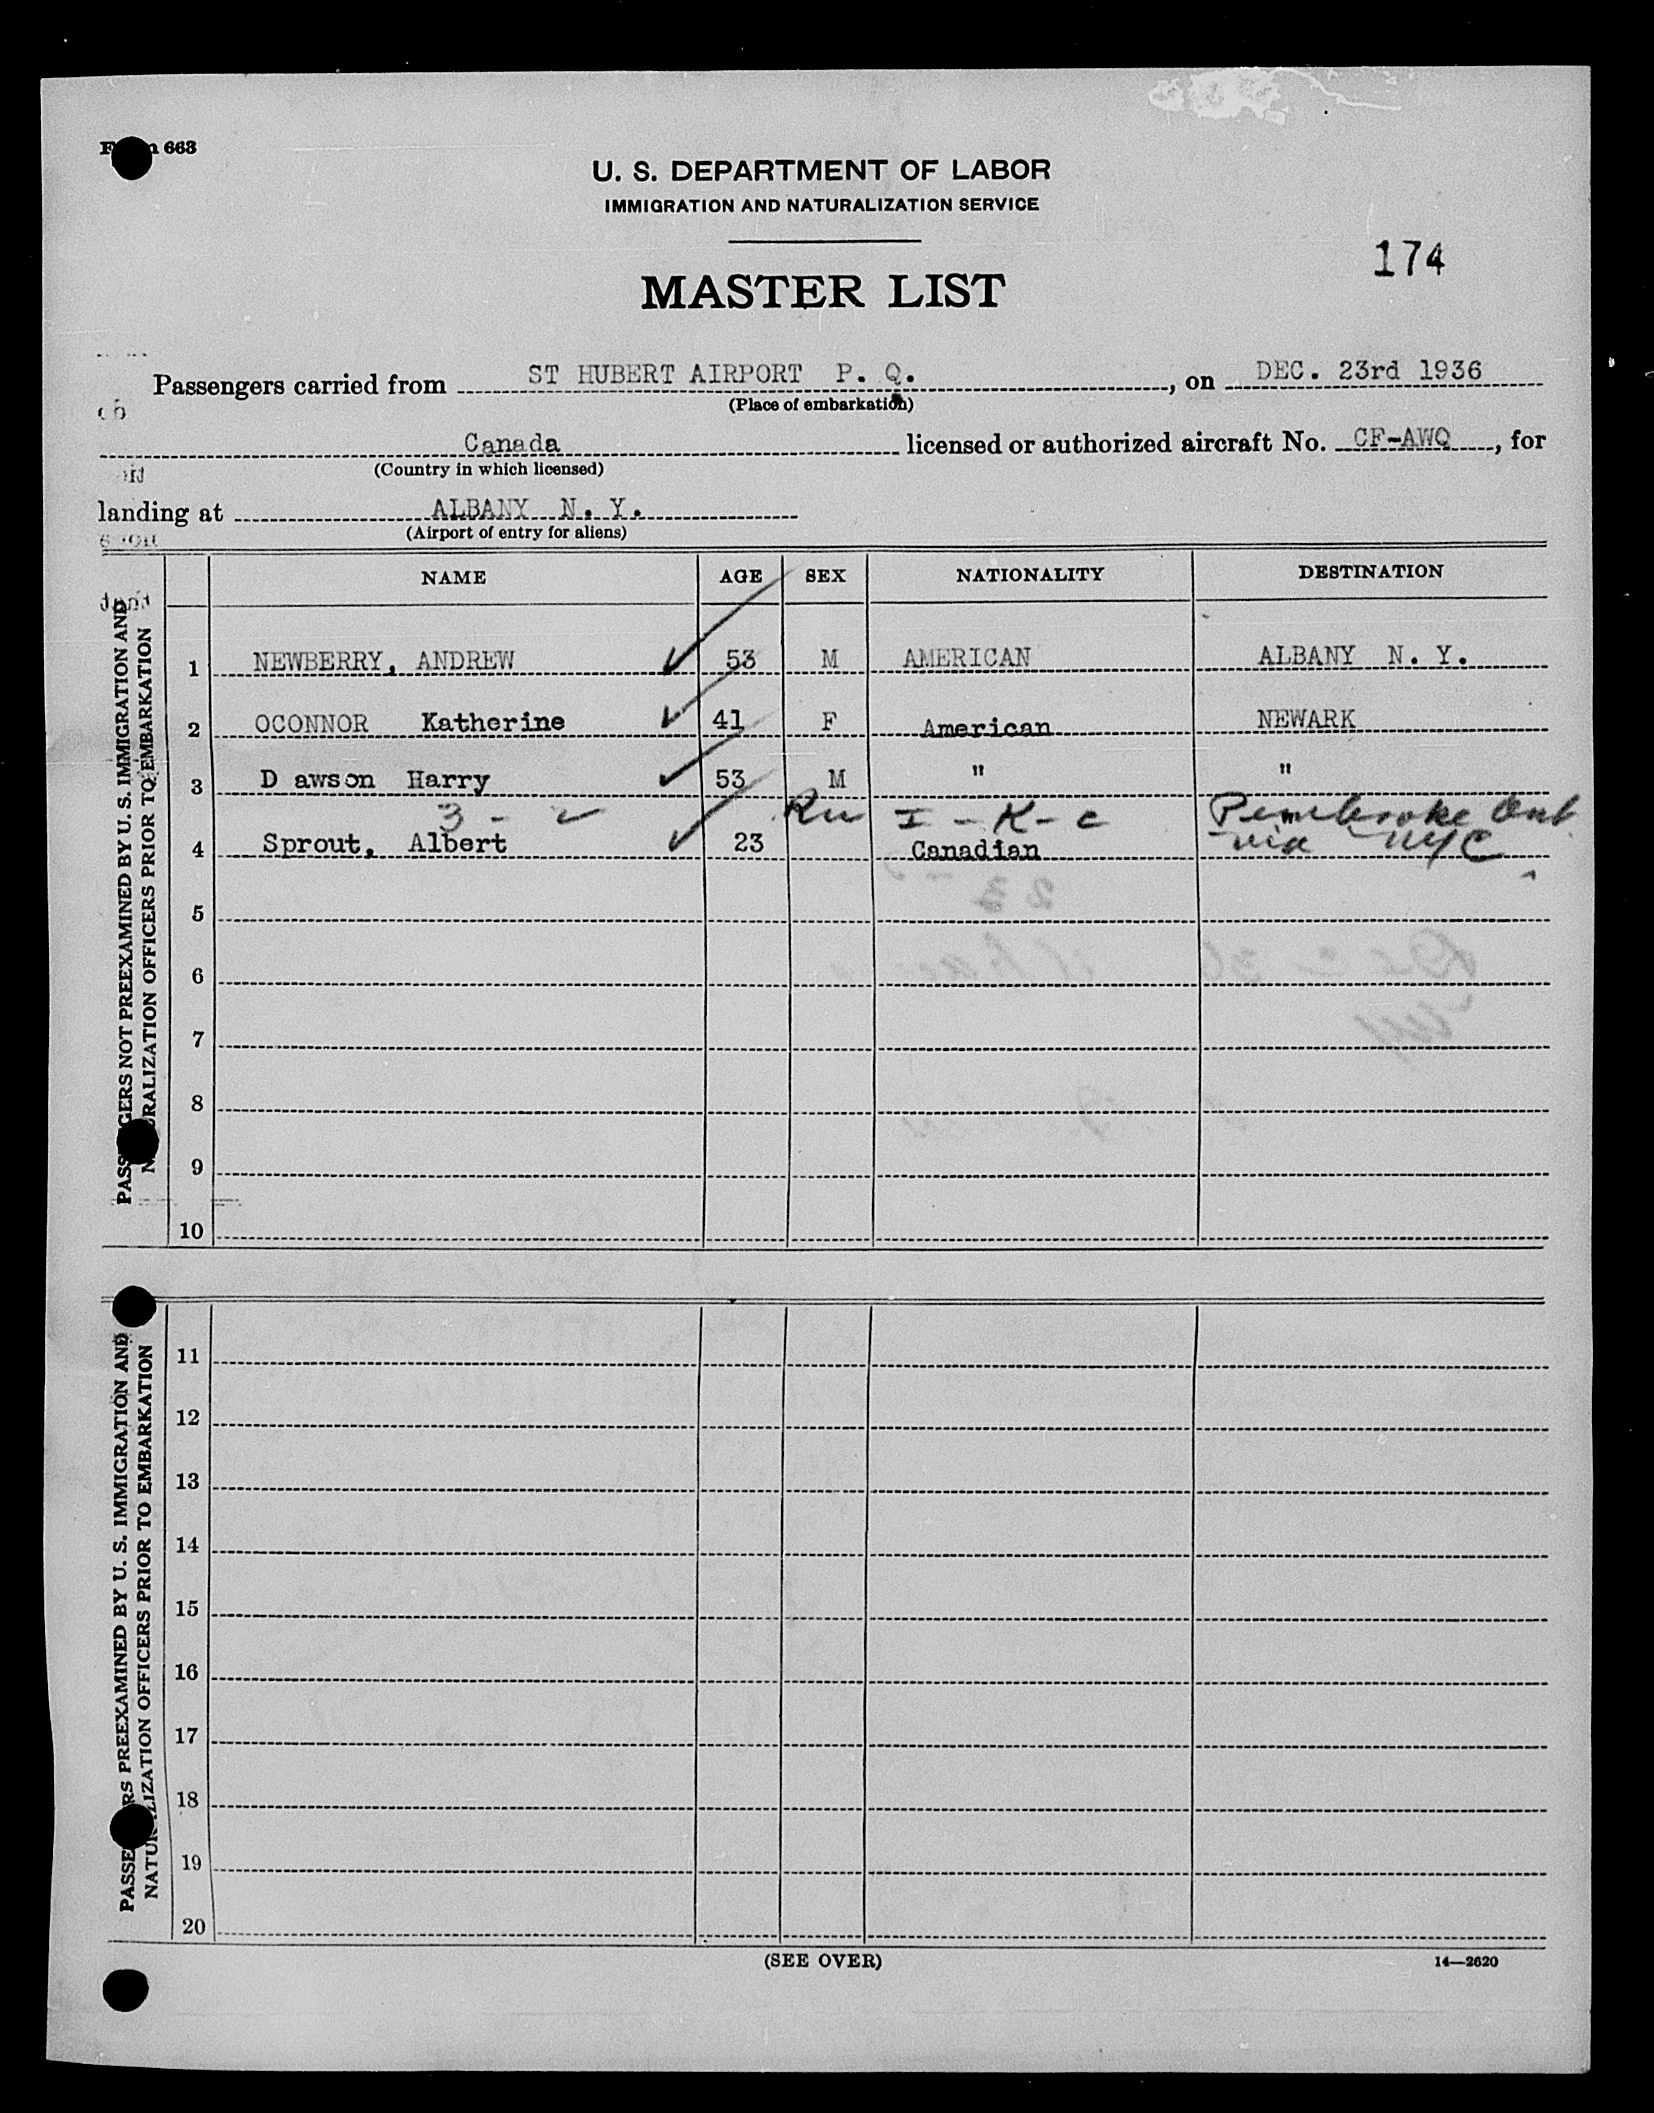 Form 663
U. S. DEPARTMENT OF LABOR
IMMIGRATION AND NATURALIZATION SERVICE
174
MASTER LIST
Passengers carried from ST HUBERT AIRPORT P. Q. , on DEC. 23rd 1936
(Place of embarkation)
Canada licensed or authorized aircraft No. CF-AWQ , for
(Country in which licensed)
landing at ALBANY N. Y.
(Airport of entry for aliens)
NAME AGE SEX NATIONALITY DESTINATION
PASSENGERS NOT PREEXAMINED BY U. S. IMMIGRATION AND
NATURALIZATION OFFICERS PRIOR TO EMBARKATION
1 NEWBERRY, ANDREW 53 M AMERICAN ALBANY N. Y.
2 OCONNOR Katherine 41 F American NEWARK
3 D awson Harry 53 M " "
3 - 2 I - K - C Pembroke Ont
4 Sprout, Albert 23 Canadian via NYC
5
6
7
8
9
10
PASSENGERS PREEXAMINED BY U. S. IMMIGRATION AND
NATURALIZATION OFFICERS PRIOR TO EMBARKATION
11
12
13
14
15
16
17
18
19
20
(SEE OVER) 14—2620